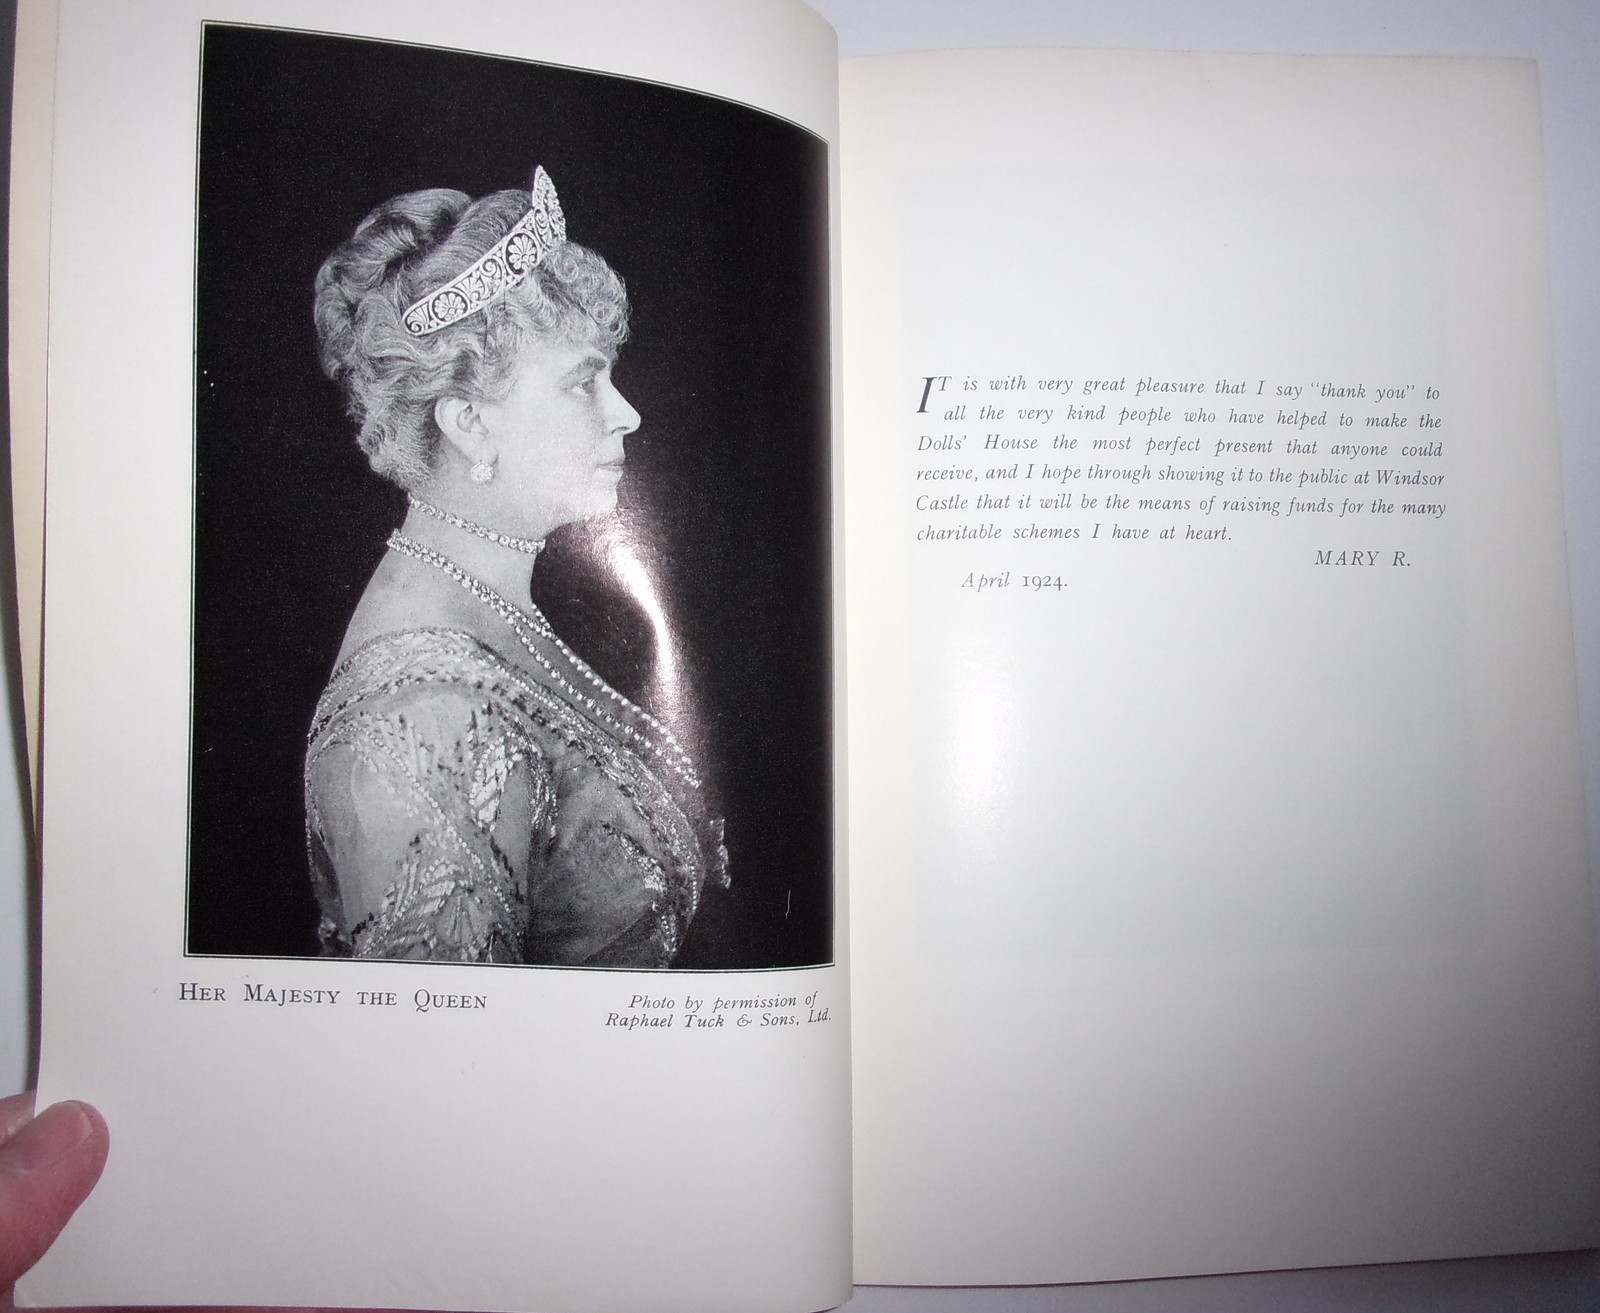 HER MAJESTY THE QUEEN
Photo by permission of
Raphael Tuck & Sons, Ltd.
IT is with very great pleasure that I say "thank you" to
all the very kind people who have helped to make the
Dolls' House the most perfect present that anyone could
receive, and I hope through showing it to the public at Windsor
Castle that it will be the means of raising funds for the many
charitable schemes I have at heart.
MARY R.
April 1924.